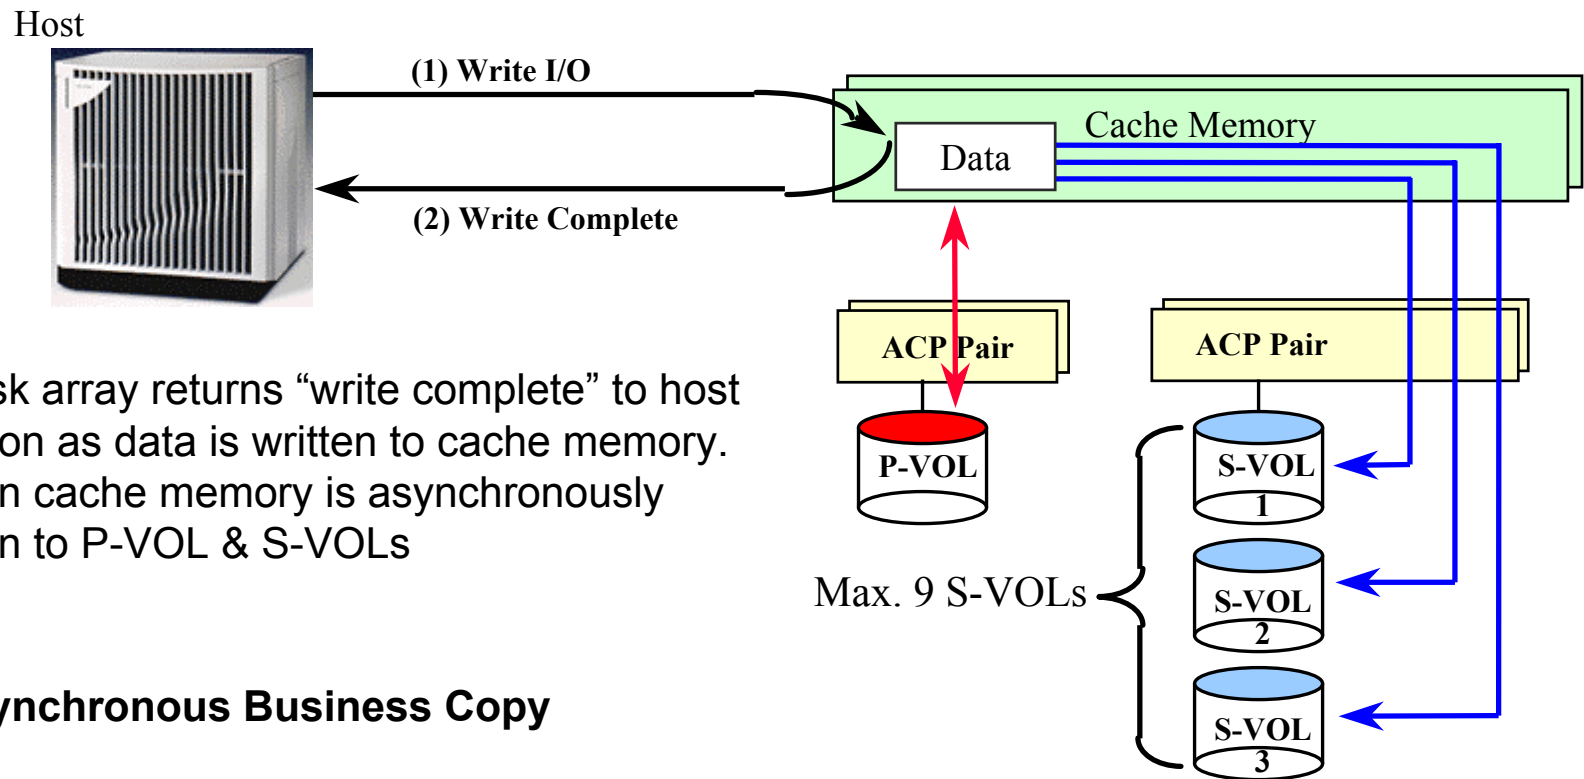 Host
(1) Write I/O
Cache Memory
Data
(2) Write Complete
ACP Pair
ACP Pair
sk array returns “write complete” to host
on as data is written to cache memory.
n cache memory is asynchronously
n to P-VOL & S-VOLs
P-VOL
S-VOL
1
Max. 9 S-VOLs
S-VOL
2
ynchronous Business Copy
S-VOL
3